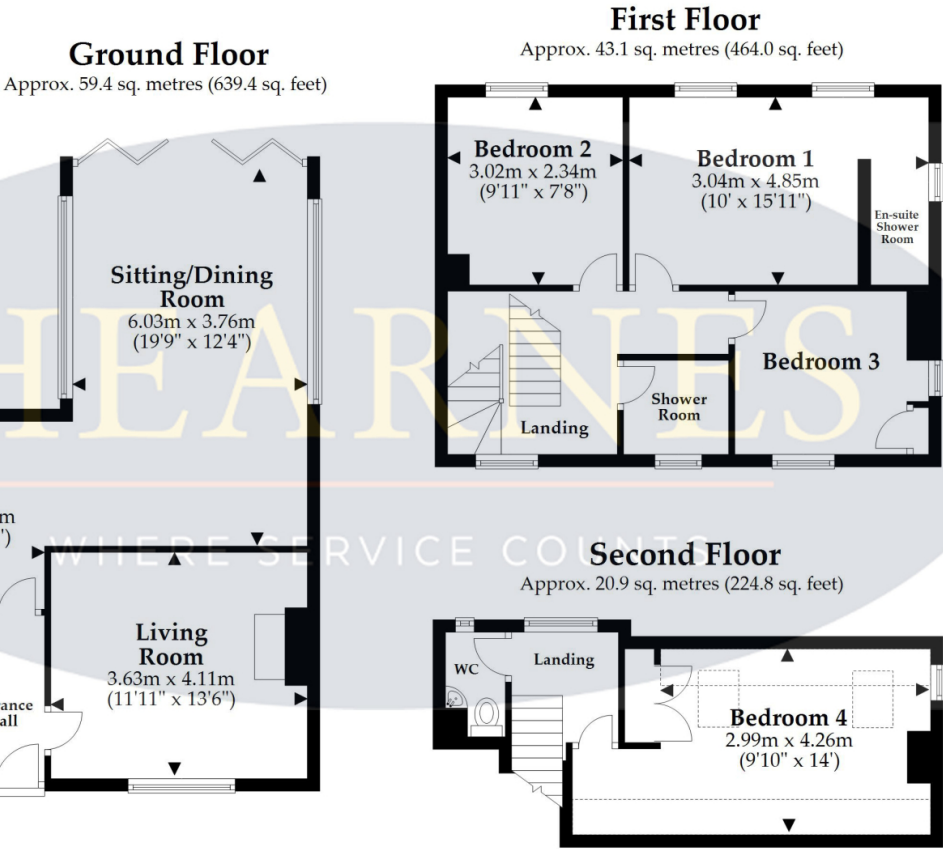 Ground Floor
Approx. 59.4 sq. metres (639.4 sq. feet)
Sitting/Dining
Room
6.03m x 3.76m
(19'9" x 12'4")
m
')
Living
Room
3.63m x 4.11m
(11'11" x 13'6")
rance
all
First Floor
Approx. 43.1 sq. metres (464.0 sq. feet)
Bedroom 2
3.02m x 2.34m
(9'11" x 7'8")
Bedroom 1
3.04m x 4.85m
(10' x 15'11")
En-suite
Shower
Room
Bedroom 3
Shower
Room
Landing
Second Floor
Approx. 20.9 sq. metres (224.8 sq. feet)
WC
Landing
Bedroom 4
2.99m x 4.26m
(9'10" x 14')
HEARNES
WHERE SERVICE COUNTS